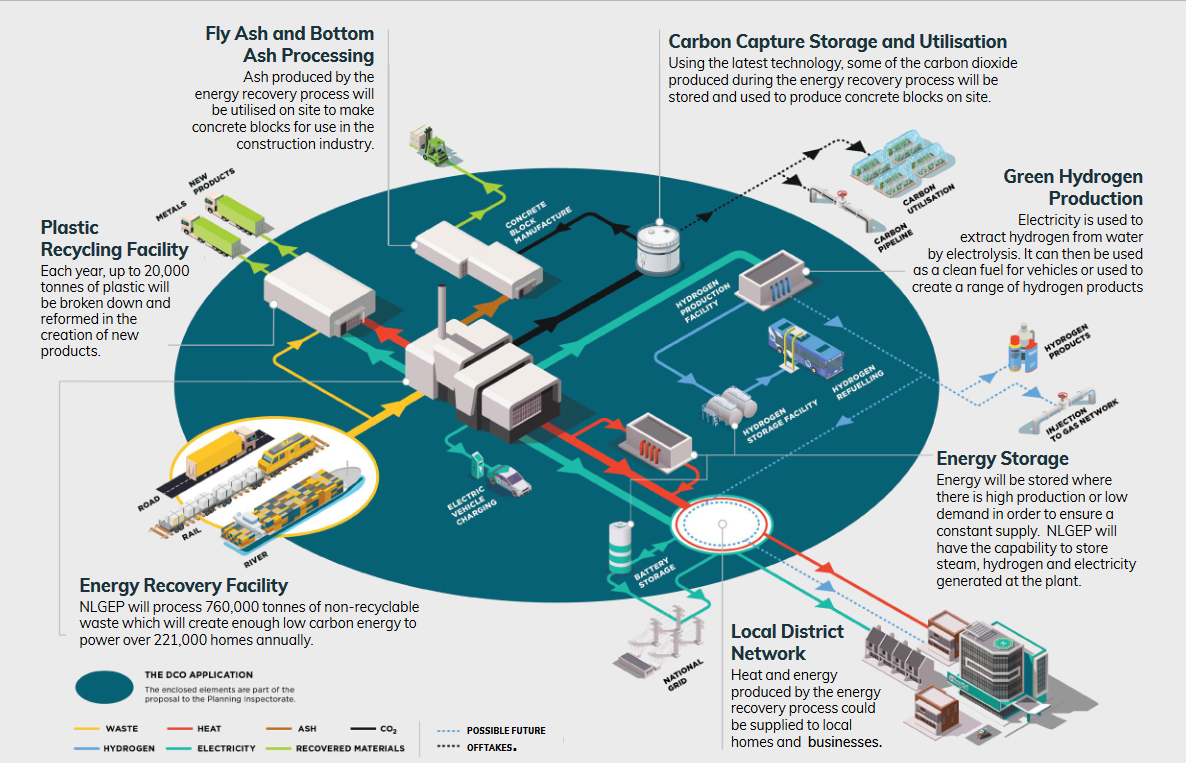 Fly Ash and Bottom
Ash Processing
Ash produced by the
energy recovery process will
be utilised on site to make
concrete blocks for use in the
construction industry.
Carbon Capture Storage and Utilisation
Using the latest technology, some of the carbon dioxide
produced during the energy recovery process will be
stored and used to produce concrete blocks on site.
Green Hydrogen
Production
Electricity is used to
extract hydrogen from water
by electrolysis. It can then be used
as a clean fuel for vehicles or used to
create a range of hydrogen products
Plastic
Recycling Facility
Each year, up to 20,000
tonnes of plastic will
be broken down and
reformed in the
creation of new
products.
METALS
NEW
PRODUCTS
CONCRETE
BLOCK
MANUFACTURE
CARBON
UTILISATION
CARBON
PIPELINE
HYDROGEN
PRODUCTION
FACILITY
HYDROGEN
REFUELLING
HYDROGEN
STORAGE FACILITY
HYDROGEN
PRODUCTS
INJECTION
TO GAS NETWORK
ROAD
RAIL
RIVER
ELECTRIC
VEHICLE
CHARGING
BATTERY
STORAGE
NATIONAL
GRID
Energy Storage
Energy will be stored where
there is high production or low
demand in order to ensure a
constant supply. NLGEP will
have the capability to store
steam, hydrogen and electricity
generated at the plant.
Energy Recovery Facility
NLGEP will process 760,000 tonnes of non-recyclable
waste which will create enough low carbon energy to
power over 221,000 homes annually.
Local District
Network
Heat and energy
produced by the energy
recovery process could
be supplied to local
homes and businesses.
THE DCO APPLICATION
The enclosed elements are part of the
proposal to the Planning Inspectorate.
WASTE HEAT ASH CO₂
HYDROGEN ELECTRICITY RECOVERED MATERIALS
POSSIBLE FUTURE
OFFTAKES.